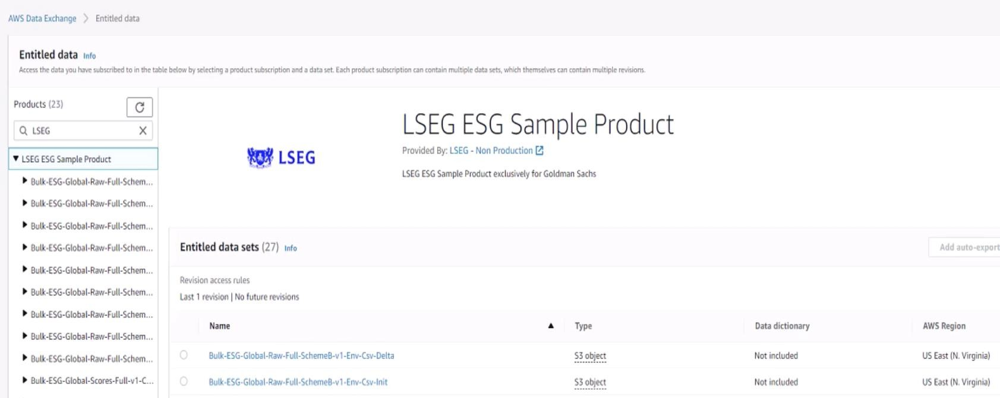 AWS Data Exchange > Entitled data
Entitled data Info
Access the data you have subscribed to in the table below by selecting a product subscription and a data set. Each product subscription can contain multiple data sets, which themselves can contain multiple revisions.
Products (23)
LSEG
LSEG ESG Sample Product
Bulk-ESG-Global-Raw-Full-Schem...
Bulk-ESG-Global-Raw-Full-Schem...
Bulk-ESG-Global-Raw-Full-Schem...
Bulk-ESG-Global-Raw-Full-Schem...
Bulk-ESG-Global-Raw-Full-Schem...
Bulk-ESG-Global-Raw-Full-Schem...
Bulk-ESG-Global-Raw-Full-Schem...
Bulk-ESG-Global-Raw-Full-Schem...
Bulk-ESG-Global-Raw-Full-Schem...
Bulk-ESG-Global-Scores-Full-v1-C...
LSEG
LSEG ESG Sample Product
Provided By: LSEG - Non Production
LSEG ESG Sample Product exclusively for Goldman Sachs
Entitled data sets (27) Info
Add auto-export
Revision access rules
Last 1 revision | No future revisions
Name Type Data dictionary AWS Region
Bulk-ESG-Global-Raw-Full-SchemeB-v1-Env-Csv-Delta S3 object Not included US East (N. Virginia)
Bulk-ESG-Global-Raw-Full-SchemeB-v1-Env-Csv-Init S3 object Not included US East (N. Virginia)